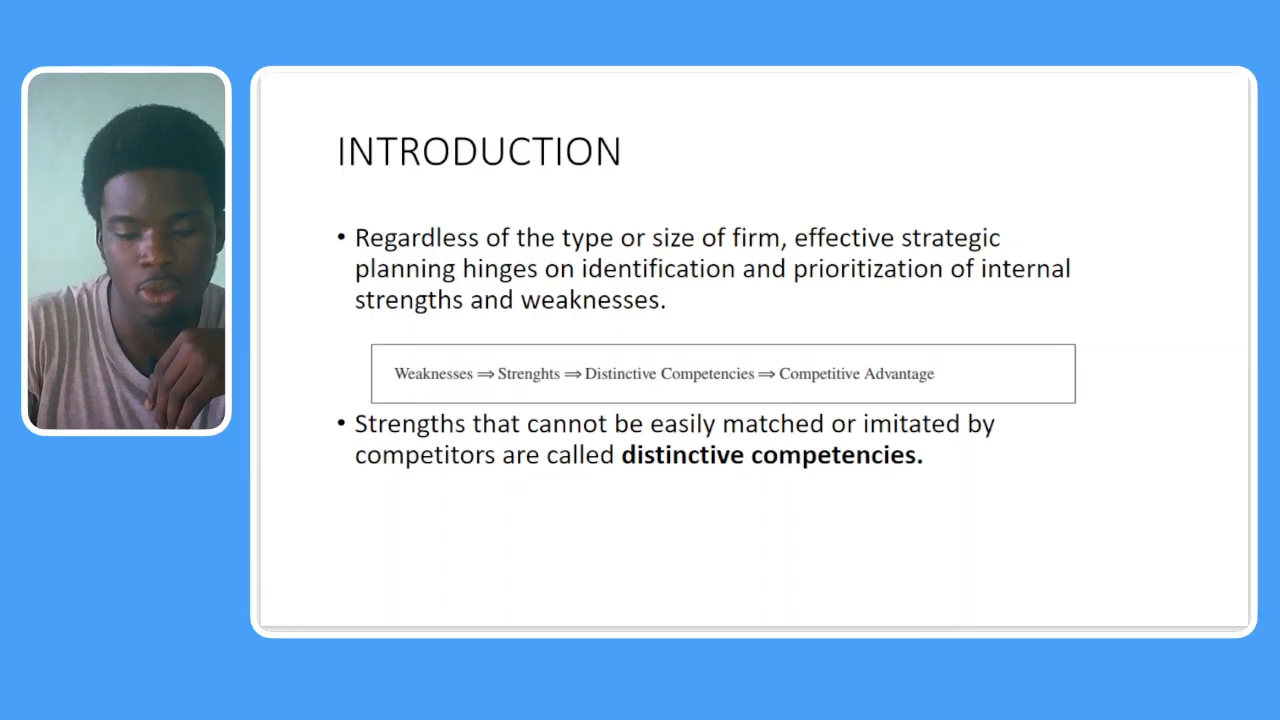 INTRODUCTION
• Regardless of the type or size of firm, effective strategic
planning hinges on identification and prioritization of internal
strengths and weaknesses.
Weaknesses ⟹ Strenghts ⟹ Distinctive Competencies ⟹ Competitive Advantage
• Strengths that cannot be easily matched or imitated by
competitors are called distinctive competencies.